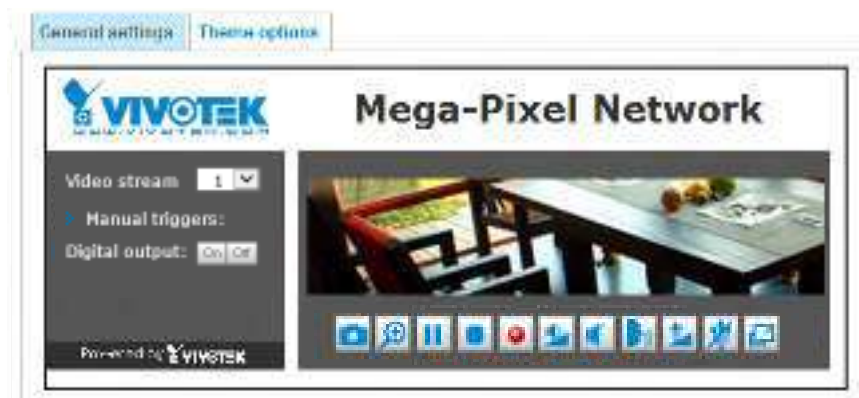 General settings Theme options
VIVOTEK
Mega-Pixel Network
Video stream 1
Manual triggers:
Digital output: On Off
Powered by VIVOTEK